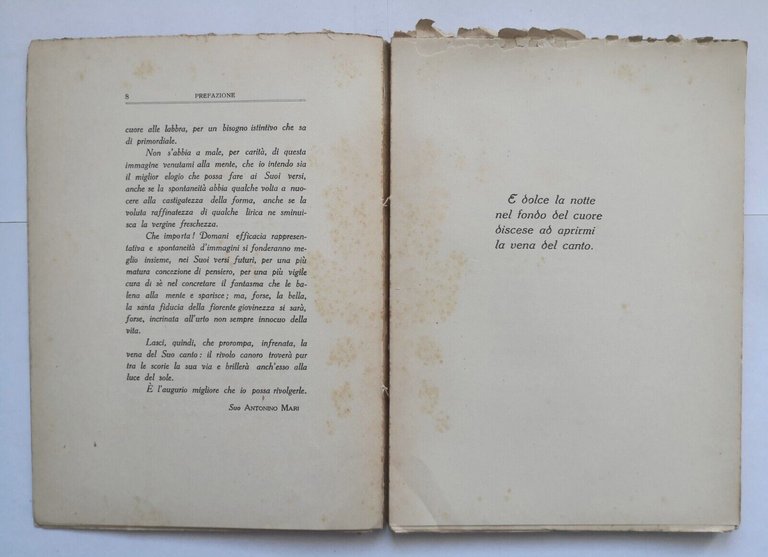 8 PREFAZIONE
cuore alle labbra, per un bisogno istintivo che sa
di primordiale.
Non s'abbia a male, per carità, di questa
immagine venutami alla mente, che io intendo sia
il miglior elogio che possa fare ai Suoi versi,
anche se la spontaneità abbia qualche volta a nuo-
cere alla castigatezza della forma, anche se la
voluta raffinatezza di qualche lirica ne sminui-
sca la vergine freschezza.
Che importa! Domani efficacia rappresen-
tativa e spontaneità d'immagini si fonderanno me-
glio insieme, nei Suoi versi futuri, per una più
matura concezione di pensiero, per una più vigile
cura di sè nel concretare il fantasma che le ba-
lena alla mente e sparisce; ma, forse, la bella,
la santa fiducia della fiorente giovinezza si sarà,
forse, incrinata all'urto non sempre innocuo della
vita.
Lasci, quindi, che prorompa, infrenata, la
vena del Suo canto: il rivolo canoro troverà pur
tra le scorie la sua via e brillerà anch'esso alla
luce del sole.
È l'augurio migliore che io possa rivolgerle.
Suo ANTONINO MARI
E dolce la notte
nel fondo del cuore
discese ad aprirmi
la vena del canto.